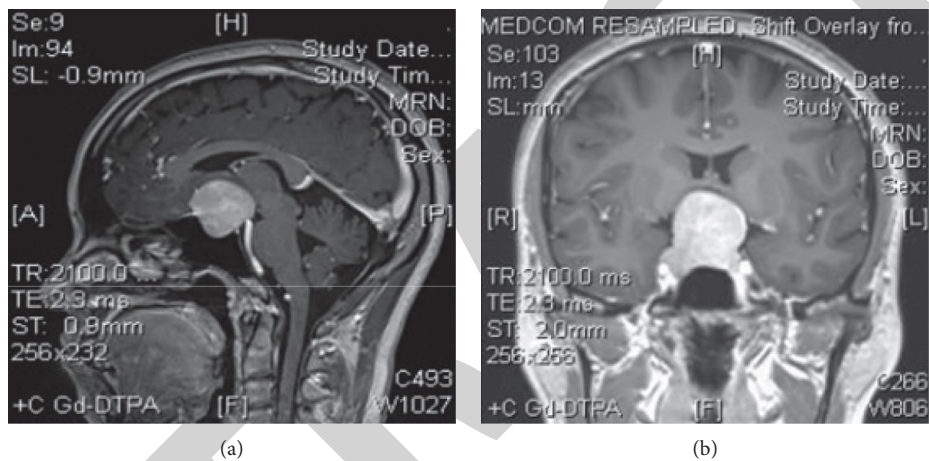 Se:9
[H]
Im:94
Study Date...
SL: -0.9mm
Study Tim...
MRN:
DOB:
Sex:
[A]
[P]
TR:2100.0
TE:2.3 ms
ST: 0.9mm
256x232
C493
+C Gd-DTPA
[F]
W1027
(a)
MEDCOM RESAMPLED, Shift Overlay fro...
Se:103
[H]
Im:13
Study Date:....
SL:mm
Study Time:....
MRN:
DOB:
Sex:
[R]
[L]
TR:2100.0 ms
TE:2.3 ms
ST: 2.0mm
256x256
C266
+C Gd-DTPA
[F]
W806
(b)